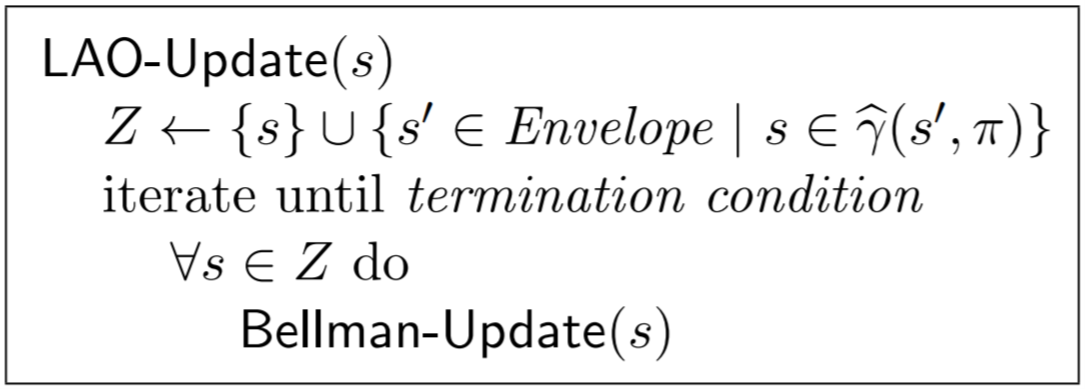 LAO-Update(s)
Z ← {s} ∪ {s′ ∈ Envelope | s ∈ γ̂(s′, π)}
iterate until termination condition
∀s ∈ Z do
Bellman-Update(s)